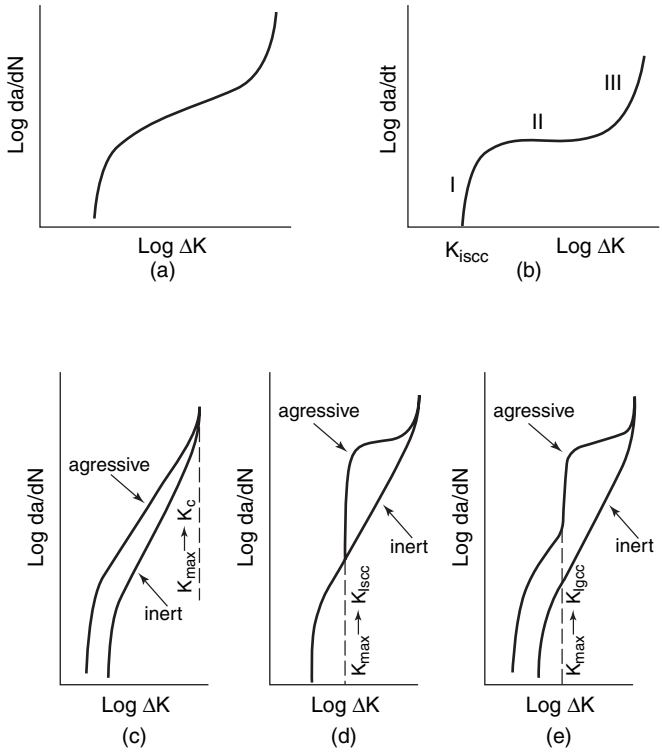 Log da/dN
Log ΔK
(a)
Log da/dt
I
II
III
K_iscc
Log ΔK
(b)
Log da/dN
agressive
inert
K_max → K_c
Log ΔK
(c)
Log da/dN
agressive
inert
K_max → K_Iscc
Log ΔK
(d)
Log da/dN
agressive
inert
K_max → K_Igcc
Log ΔK
(e)